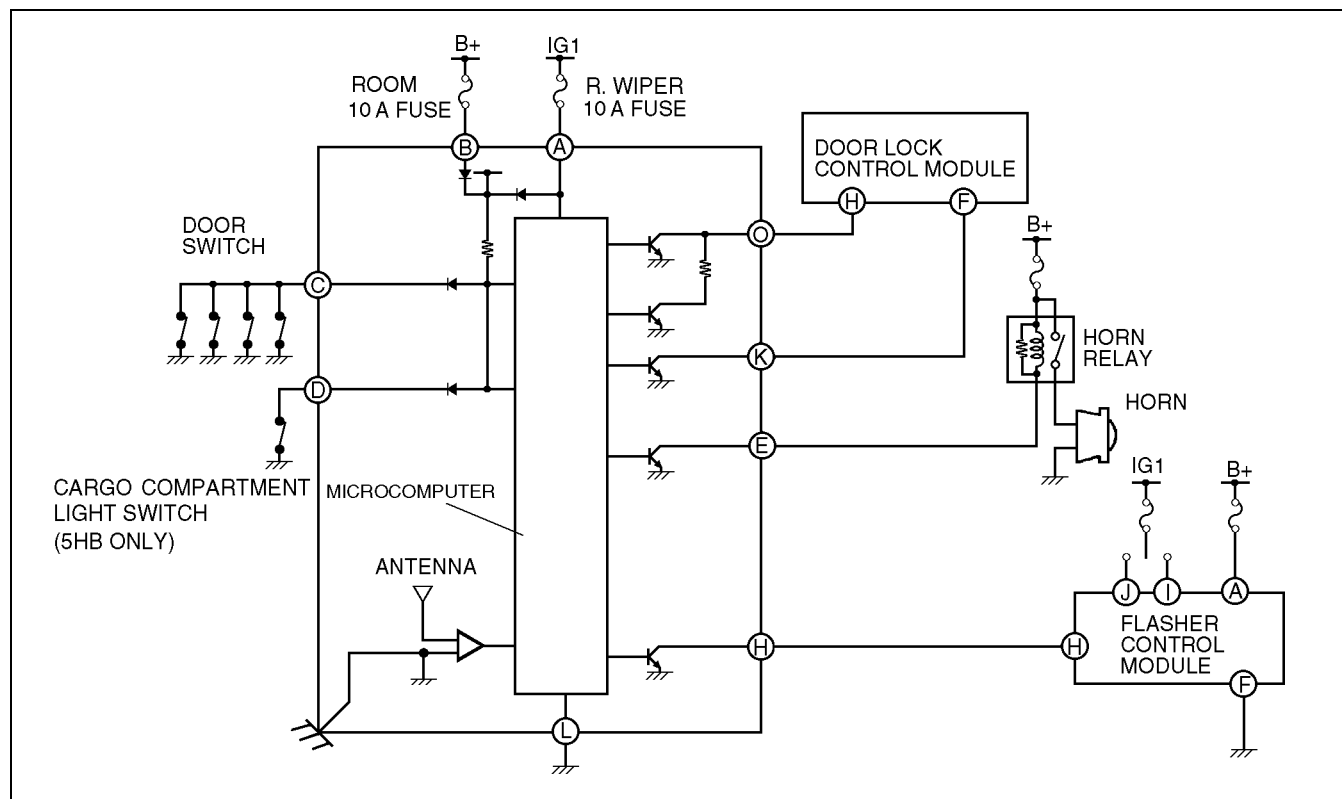 B+
IG1
ROOM
10 A FUSE
R. WIPER
10 A FUSE
B
A
DOOR LOCK
CONTROL MODULE
H
F
DOOR
SWITCH
O
B+
C
HORN
RELAY
K
D
HORN
E
IG1
B+
CARGO COMPARTMENT
LIGHT SWITCH
(5HB ONLY)
MICROCOMPUTER
ANTENNA
J
I
A
FLASHER
CONTROL
MODULE
H
H
F
L